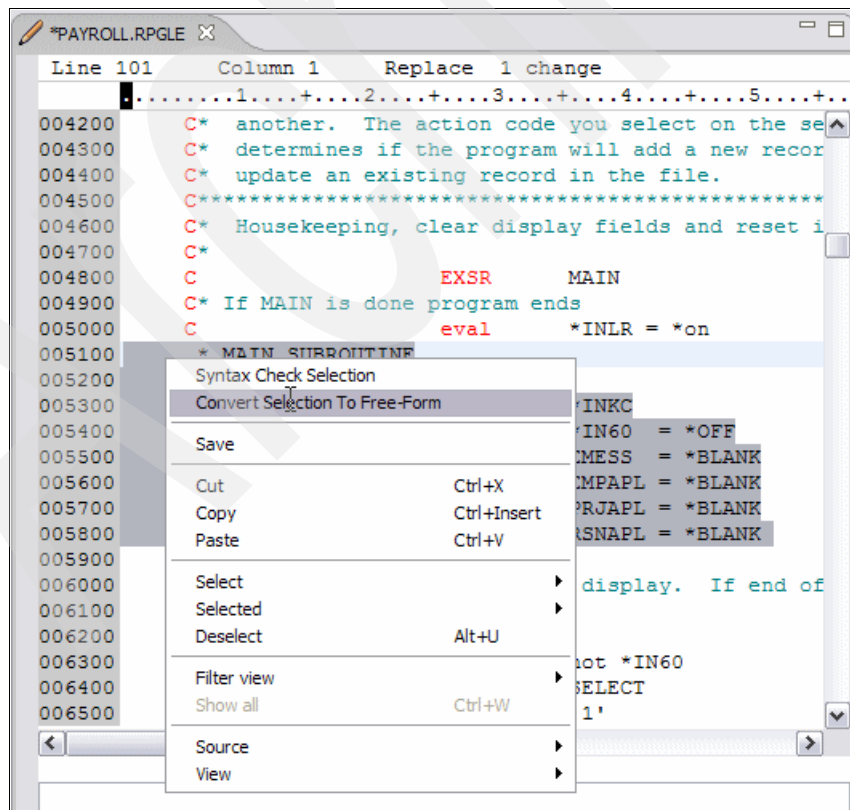 *PAYROLL.RPGLE
Line 101 Column 1 Replace 1 change
.........1....+....2....+....3....+....4....+....5....+..
004200 C* another. The action code you select on the se
004300 C* determines if the program will add a new recor
004400 C* update an existing record in the file.
004500 C************************************************
004600 C* Housekeeping, clear display fields and reset i
004700 C*
004800 C EXSR MAIN
004900 C* If MAIN is done program ends
005000 C eval *INLR = *on
005100 * MAIN SUBROUTINE
005200
005300 *INKC
005400 *IN60 = *OFF
005500 EMESS = *BLANK
005600 EMPAPL = *BLANK
005700 PRJAPL = *BLANK
005800 RSNAPL = *BLANK
005900
006000 display. If end of
006100
006200
006300 not *IN60
006400 SELECT
006500 1'
Syntax Check Selection
Convert Selection To Free-Form
Save
Cut Ctrl+X
Copy Ctrl+Insert
Paste Ctrl+V
Select
Selected
Deselect Alt+U
Filter view
Show all Ctrl+W
Source
View